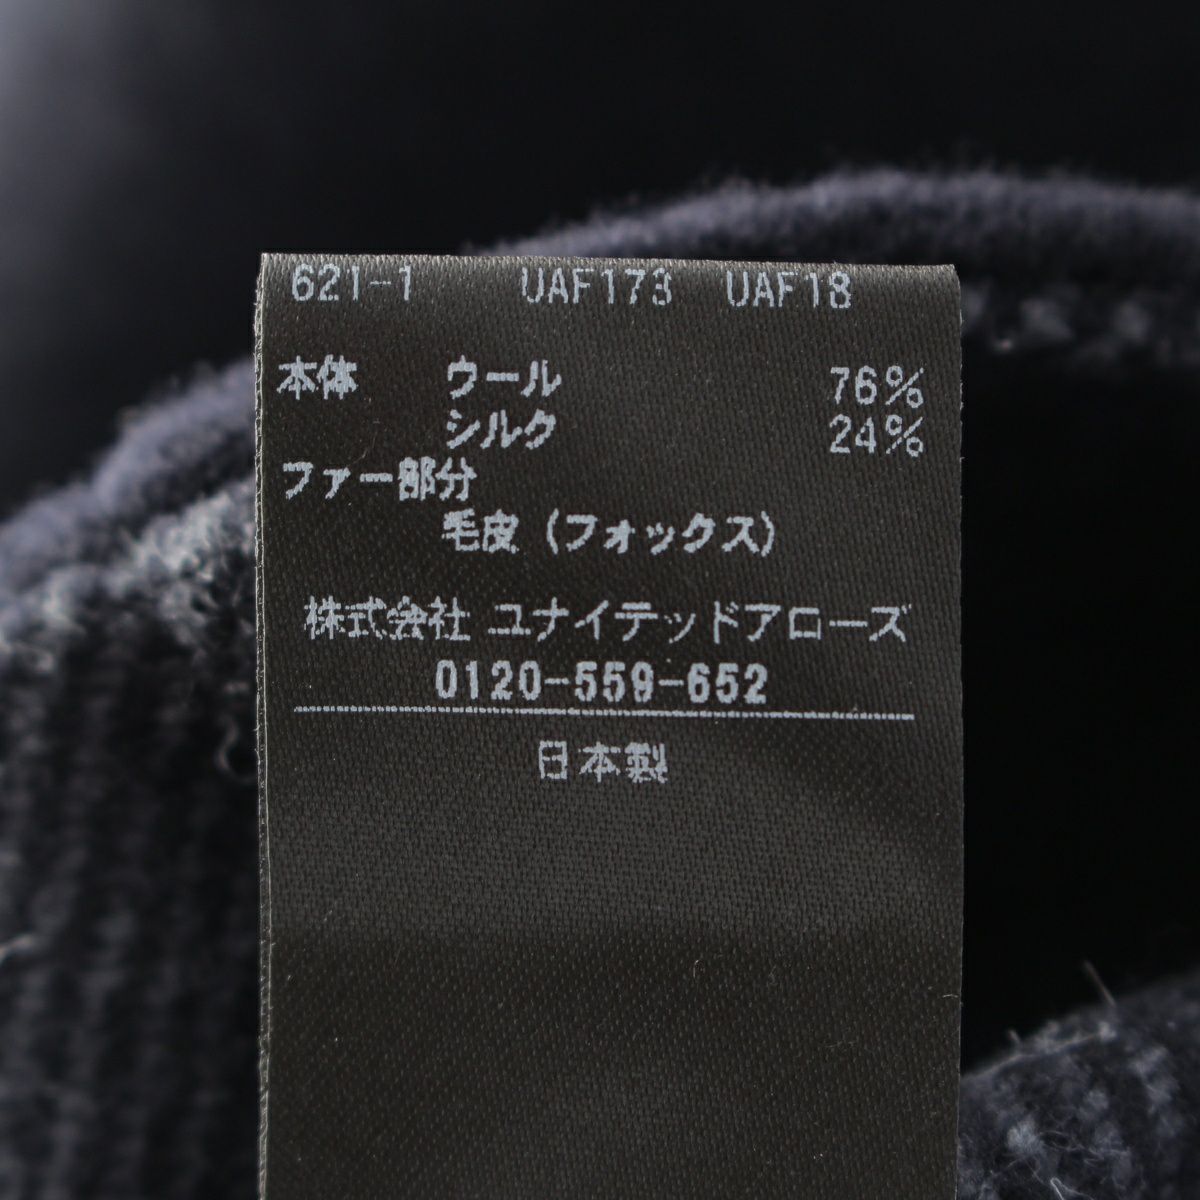 621-1 UAF173 UAF18
本体 ウール 76%
シルク 24%
ファー部分
毛皮(フォックス)
株式会社 ユナイテッドアローズ
0120-559-652
日本製